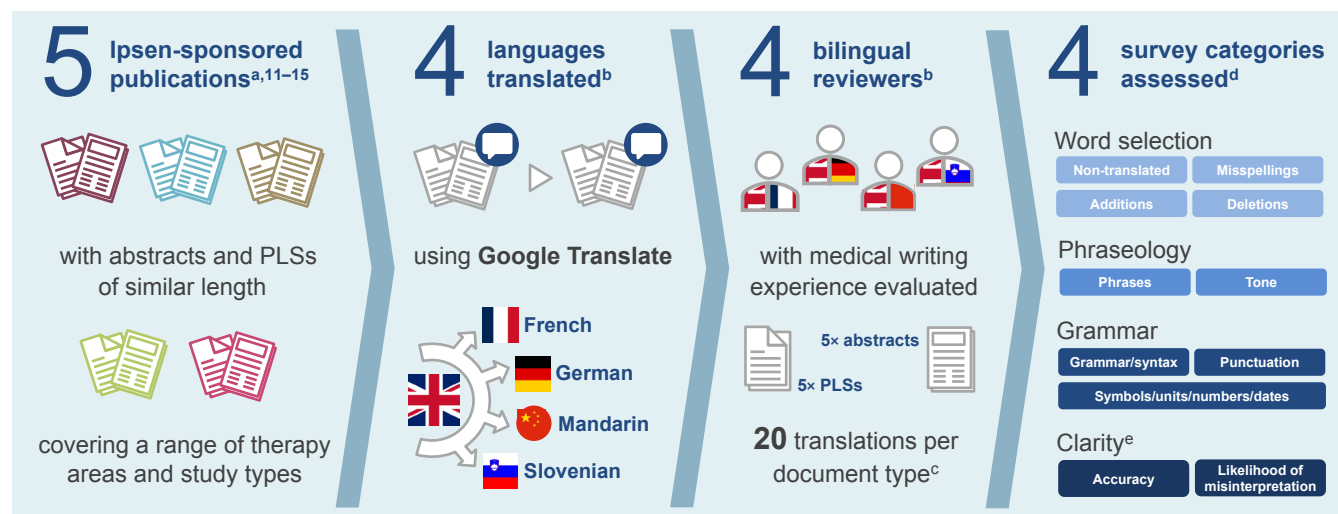 5 Ipsen-sponsored
publicationsᵃ,¹¹⁻¹⁵
with abstracts and PLSs
of similar length
covering a range of therapy
areas and study types
4 languages
translatedᵇ
using Google Translate
French
German
Mandarin
Slovenian
4 bilingual
reviewersᵇ
with medical writing
experience evaluated
5× abstracts
5× PLSs
20 translations per
document typeᶜ
4 survey categories
assessedᵈ
Word selection
Non-translated Misspellings
Additions Deletions
Phraseology
Phrases Tone
Grammar
Grammar/syntax Punctuation
Symbols/units/numbers/dates
Clarityᵉ
Accuracy
Likelihood of
misinterpretation